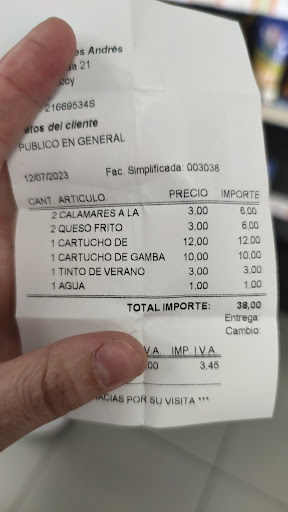 es Andrés
sa 21
coy
21669534S
atos del cliente
PUBLICO EN GENERAL
12/07/2023 Fac. Simplificada: 003038
CANT. ARTICULO PRECIO IMPORTE
2 CALAMARES A LA 3,00 6,00
2 QUESO FRITO 3,00 6,00
1 CARTUCHO DE 12,00 12,00
1 CARTUCHO DE GAMBA 10,00 10,00
1 TINTO DE VERANO 3,00 3,00
1 AGUA 1,00 1,00
TOTAL IMPORTE: 38,00
Entrega:
Cambio:
V.A. IMP I.V.A.
,00 3,45
ACIAS POR SU VISITA ***